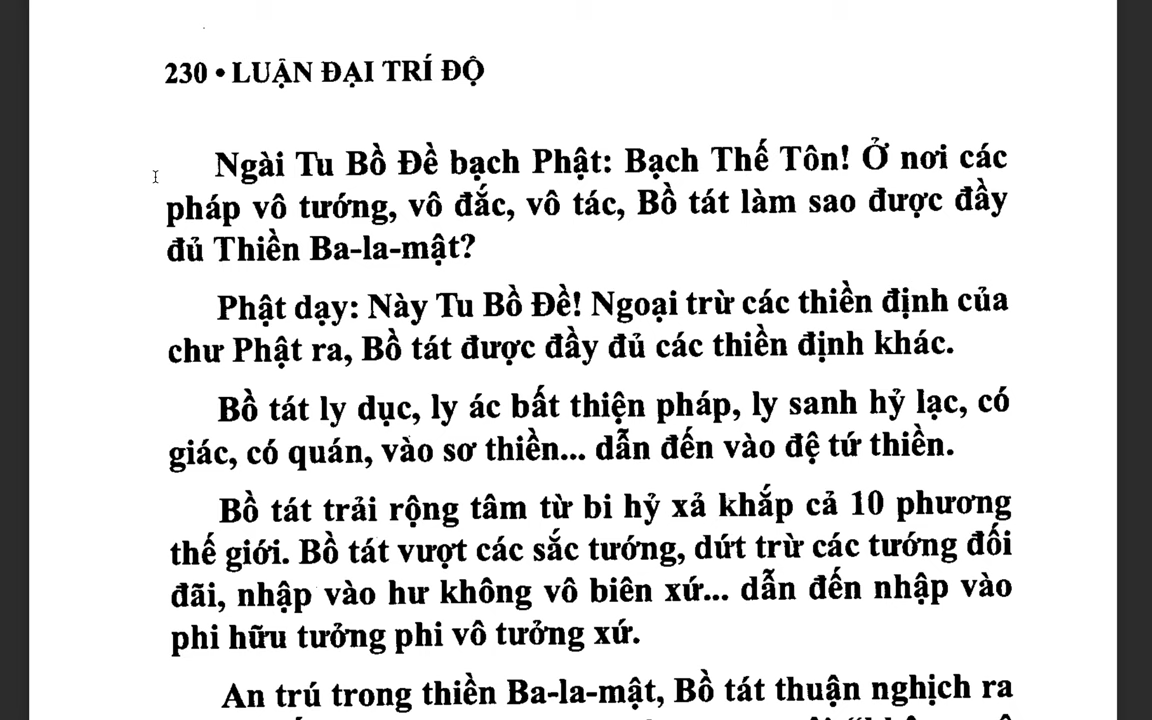 230 • LUẬN ĐẠI TRÍ ĐỘ
Ngài Tu Bồ Đề bạch Phật: Bạch Thế Tôn! Ở nơi các
pháp vô tướng, vô đắc, vô tác, Bồ tát làm sao được đầy
đủ Thiền Ba-la-mật?
Phật dạy: Này Tu Bồ Đề! Ngoại trừ các thiền định của
chư Phật ra, Bồ tát được đầy đủ các thiền định khác.
Bồ tát ly dục, ly ác bất thiện pháp, ly sanh hỷ lạc, có
giác, có quán, vào sơ thiền... dẫn đến vào đệ tứ thiền.
Bồ tát trải rộng tâm từ bi hỷ xả khắp cả 10 phương
thế giới. Bồ tát vượt các sắc tướng, dứt trừ các tướng đối
đãi, nhập vào hư không vô biên xứ... dẫn đến nhập vào
phi hữu tưởng phi vô tưởng xứ.
An trú trong thiền Ba-la-mật, Bồ tát thuận nghịch ra